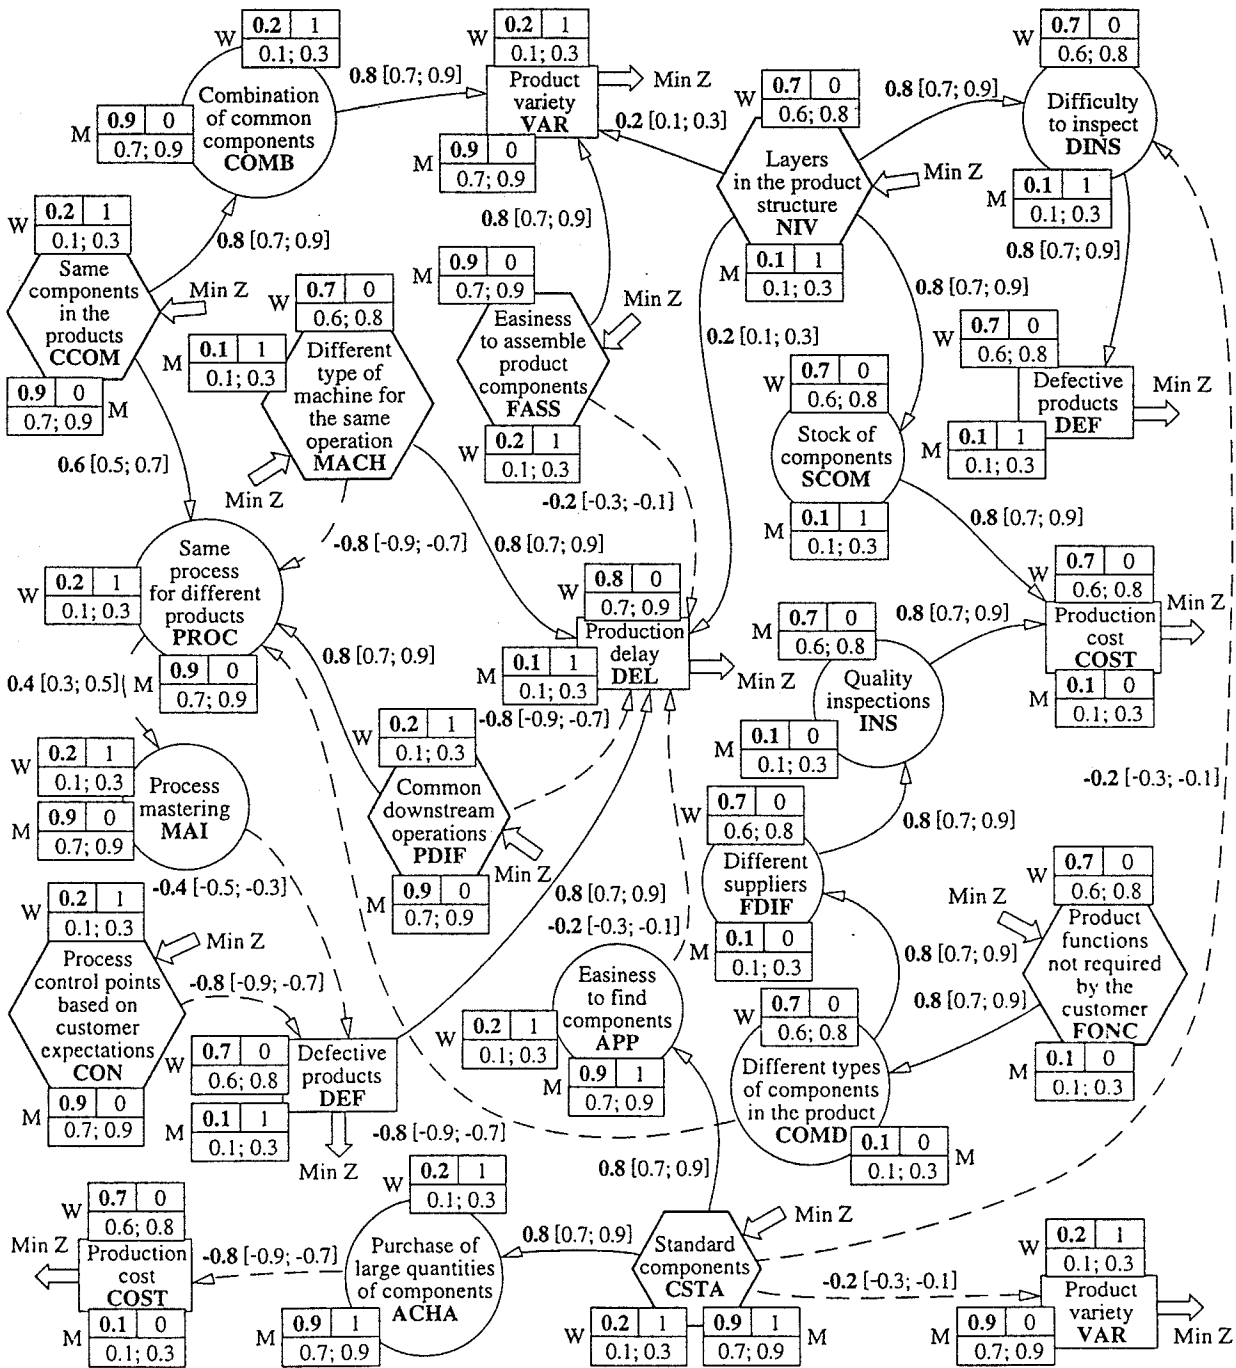 W
0.2 1
0.1; 0.3
M
0.9 0
0.7; 0.9
Combination
of common
components
COMB
0.8 [0.7; 0.9]
W
0.2 1
0.1; 0.3
Product
variety
VAR
M
0.9 0
0.7; 0.9
Min Z
0.2 [0.1; 0.3]
W
0.7 0
0.6; 0.8
Layers
in the product
structure
NIV
M
0.1 1
0.1; 0.3
Min Z
0.8 [0.7; 0.9]
W
0.7 0
0.6; 0.8
Difficulty
to inspect
DINS
M
0.1 1
0.1; 0.3
0.8 [0.7; 0.9]
W
0.2 1
0.1; 0.3
Same
components
in the
products
CCOM
0.9 0
0.7; 0.9
M
Min Z
0.8 [0.7; 0.9]
0.6 [0.5; 0.7]
W
0.7 0
0.6; 0.8
M
0.1 1
0.1; 0.3
Different
type of
machine for
the same
operation
MACH
Min Z
-0.8 [-0.9; -0.7]
0.8 [0.7; 0.9]
0.8 [0.7; 0.9]
M
0.9 0
0.7; 0.9
Easiness
to assemble
product
components
FASS
W
0.2 1
0.1; 0.3
Min Z
-0.2 [-0.3; -0.1]
0.2 [0.1; 0.3]
0.8 [0.7; 0.9]
W
0.7 0
0.6; 0.8
Stock of
components
SCOM
M
0.1 1
0.1; 0.3
0.8 [0.7; 0.9]
W
0.7 0
0.6; 0.8
Defective
products
DEF
M
0.1 1
0.1; 0.3
Min Z
Same
process
for different
products
PROC
W
0.2 1
0.1; 0.3
M
0.9 0
0.7; 0.9
0.4 [0.3; 0.5]
0.8 [0.7; 0.9]
W
0.8 0
0.7; 0.9
Production
delay
DEL
M
0.1 1
0.1; 0.3
Min Z
-0.8 [-0.9; -0.7]
M
0.7 0
0.6; 0.8
Quality
inspections
INS
M
0.1 0
0.1; 0.3
0.8 [0.7; 0.9]
W
0.7 0
0.6; 0.8
Production
cost
COST
M
0.1 0
0.1; 0.3
Min Z
W
0.2 1
0.1; 0.3
M
0.9 0
0.7; 0.9
Process
mastering
MAI
-0.4 [-0.5; -0.3]
W
0.2 1
0.1; 0.3
Common
downstream
operations
PDIF
M
0.9 0
0.7; 0.9
Min Z
0.8 [0.7; 0.9]
-0.2 [-0.3; -0.1]
W
0.7 0
0.6; 0.8
Different
suppliers
FDIF
M
0.1 0
0.1; 0.3
0.8 [0.7; 0.9]
-0.2 [-0.3; -0.1]
0.8 [0.7; 0.9]
0.8 [0.7; 0.9]
W
0.7 0
0.6; 0.8
Product
functions
not required
by the
customer
FONC
M
0.1 0
0.1; 0.3
Min Z
W
0.2 1
0.1; 0.3
Process
control points
based on
customer
expectations
CON
M
0.9 0
0.7; 0.9
Min Z
-0.8 [-0.9; -0.7]
W
0.7 0
0.6; 0.8
M
0.1 1
0.1; 0.3
Defective
products
DEF
Min Z
Easiness
to find
components
APP
W
0.2 1
0.1; 0.3
M
0.9 1
0.7; 0.9
W
0.7 0
0.6; 0.8
Different types
of components
in the product
COMD
0.1 0
0.1; 0.3
M
-0.8 [-0.9; -0.7]
0.8 [0.7; 0.9]
W
0.7 0
0.6; 0.8
Production
cost
COST
M
0.1 0
0.1; 0.3
Min Z
-0.8 [-0.9; -0.7]
W
0.2 1
0.1; 0.3
Purchase of
large quantities
of components
ACHA
M
0.9 1
0.7; 0.9
0.8 [0.7; 0.9]
Standard
components
CSTA
Min Z
W
0.2 1
0.1; 0.3
0.9 1
0.7; 0.9
M
-0.2 [-0.3; -0.1]
W
0.2 1
0.1; 0.3
Product
variety
VAR
M
0.9 0
0.7; 0.9
Min Z